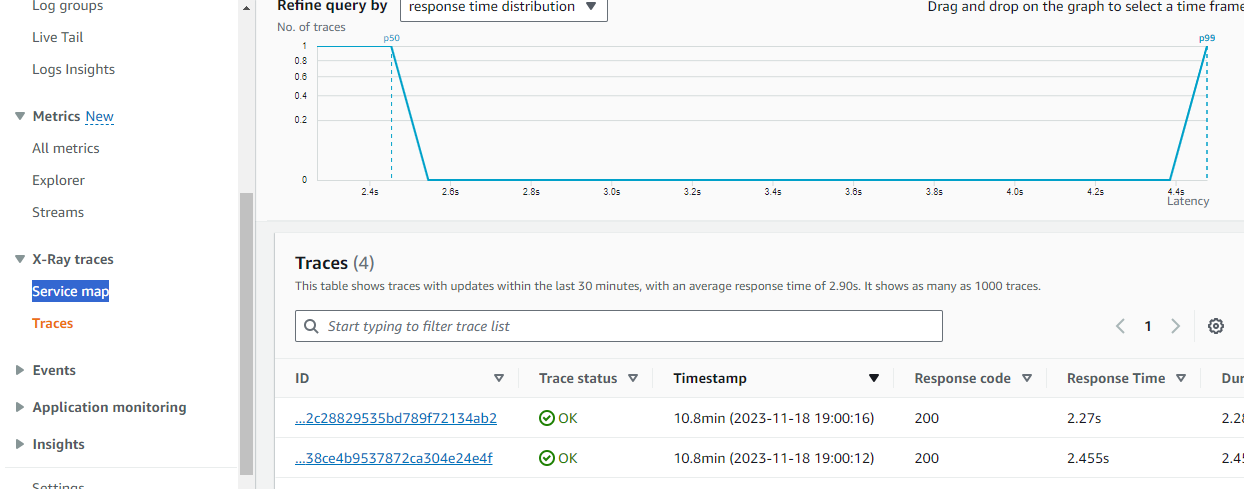 Log groups
Live Tail
Logs Insights
Metrics New
All metrics
Explorer
Streams
X-Ray traces
Service map
Traces
Events
Application monitoring
Insights
Settings
Refine query by response time distribution Drag and drop on the graph to select a time frame
No. of traces
p50 p99
1
0.8
0.6
0.4
0.2
0
2.4s 2.6s 2.8s 3.0s 3.2s 3.4s 3.6s 3.8s 4.0s 4.2s 4.4s
Latency
Traces (4)
This table shows traces with updates within the last 30 minutes, with an average response time of 2.90s. It shows as many as 1000 traces.
Start typing to filter trace list
1
ID Trace status Timestamp Response code Response Time Dur
...2c28829535bd789f72134ab2 OK 10.8min (2023-11-18 19:00:16) 200 2.27s 2.28
...38ce4b9537872ca304e24e4f OK 10.8min (2023-11-18 19:00:12) 200 2.455s 2.45